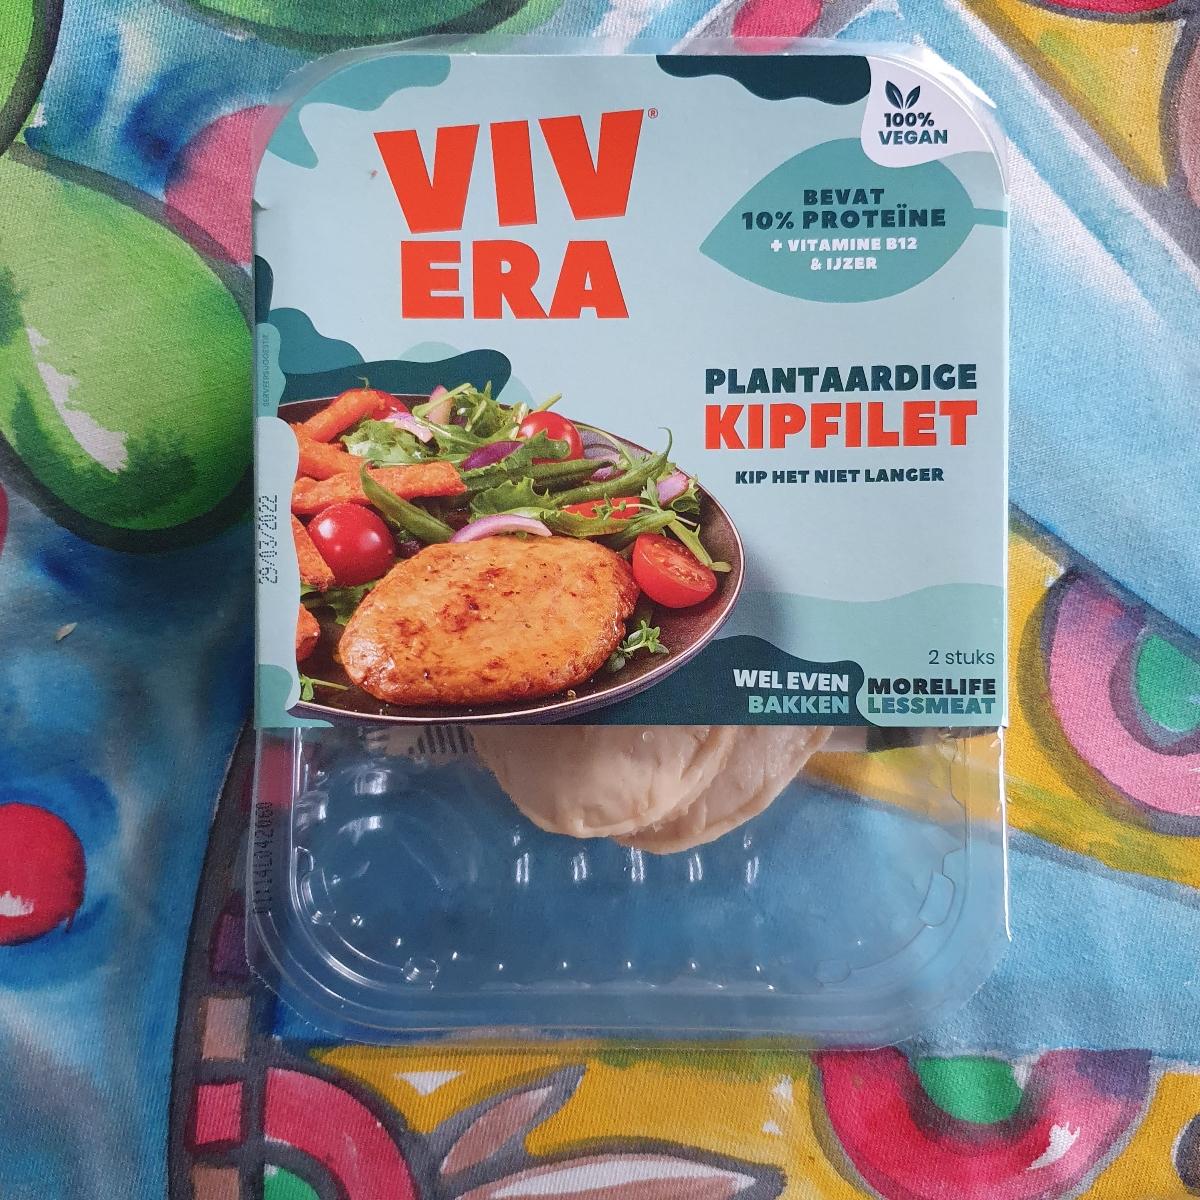 VIV
ERA®
100%
VEGAN
BEVAT
10% PROTEÏNE
+ VITAMINE B12
& IJZER
PLANTAARDIGE
KIPFILET
KIP HET NIET LANGER
SERVEERSUGGESTIE
29/03/2022
2 stuks
WEL EVEN
BAKKEN
MORELIFE
LESSMEAT